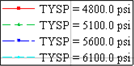 TYSP = 4800.0 psi
TYSP = 5100.0 psi
TYSP = 5600.0 psi
TYSP = 6100.0 psi